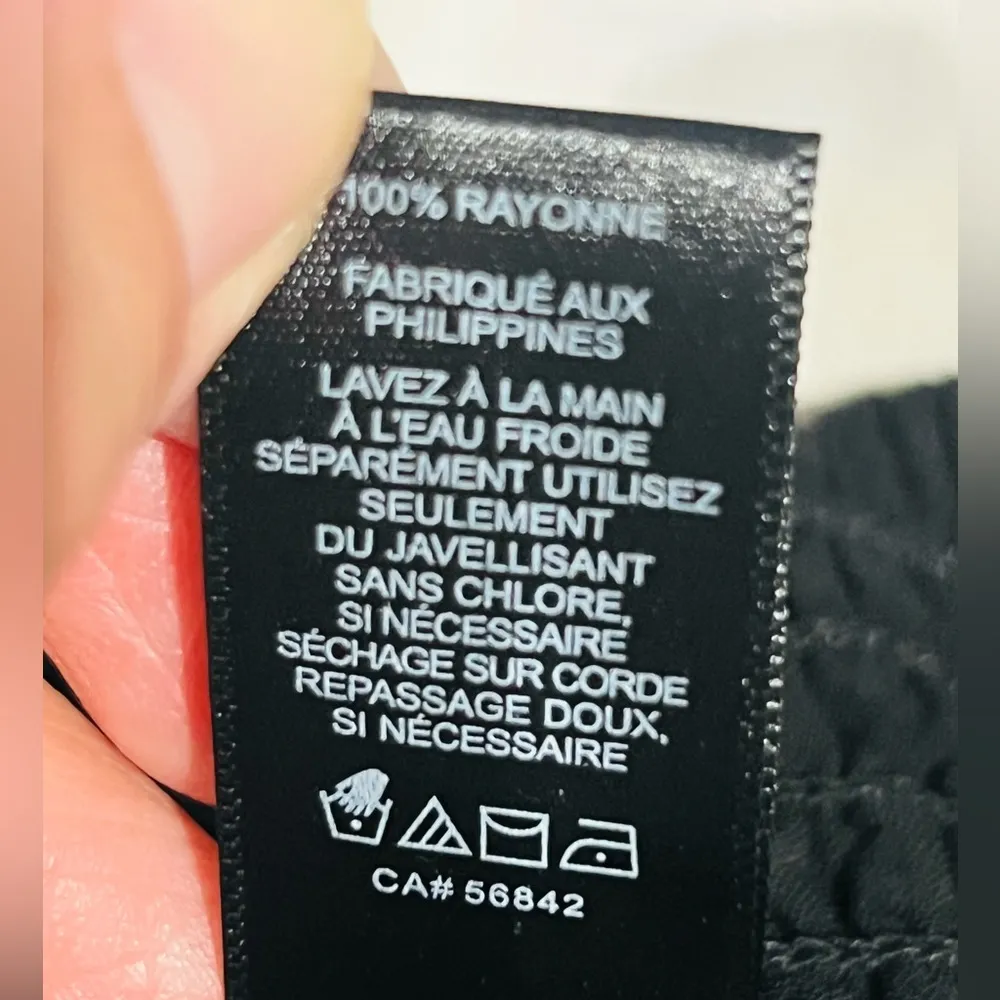 100% RAYONNE
FABRIQUÉ AUX
PHILIPPINES
LAVEZ À LA MAIN
À L'EAU FROIDE
SÉPARÉMENT UTILISEZ
SEULEMENT
DU JAVELLISANT
SANS CHLORE,
SI NÉCESSAIRE
SÉCHAGE SUR CORDE
REPASSAGE DOUX,
SI NÉCESSAIRE
CA# 56842